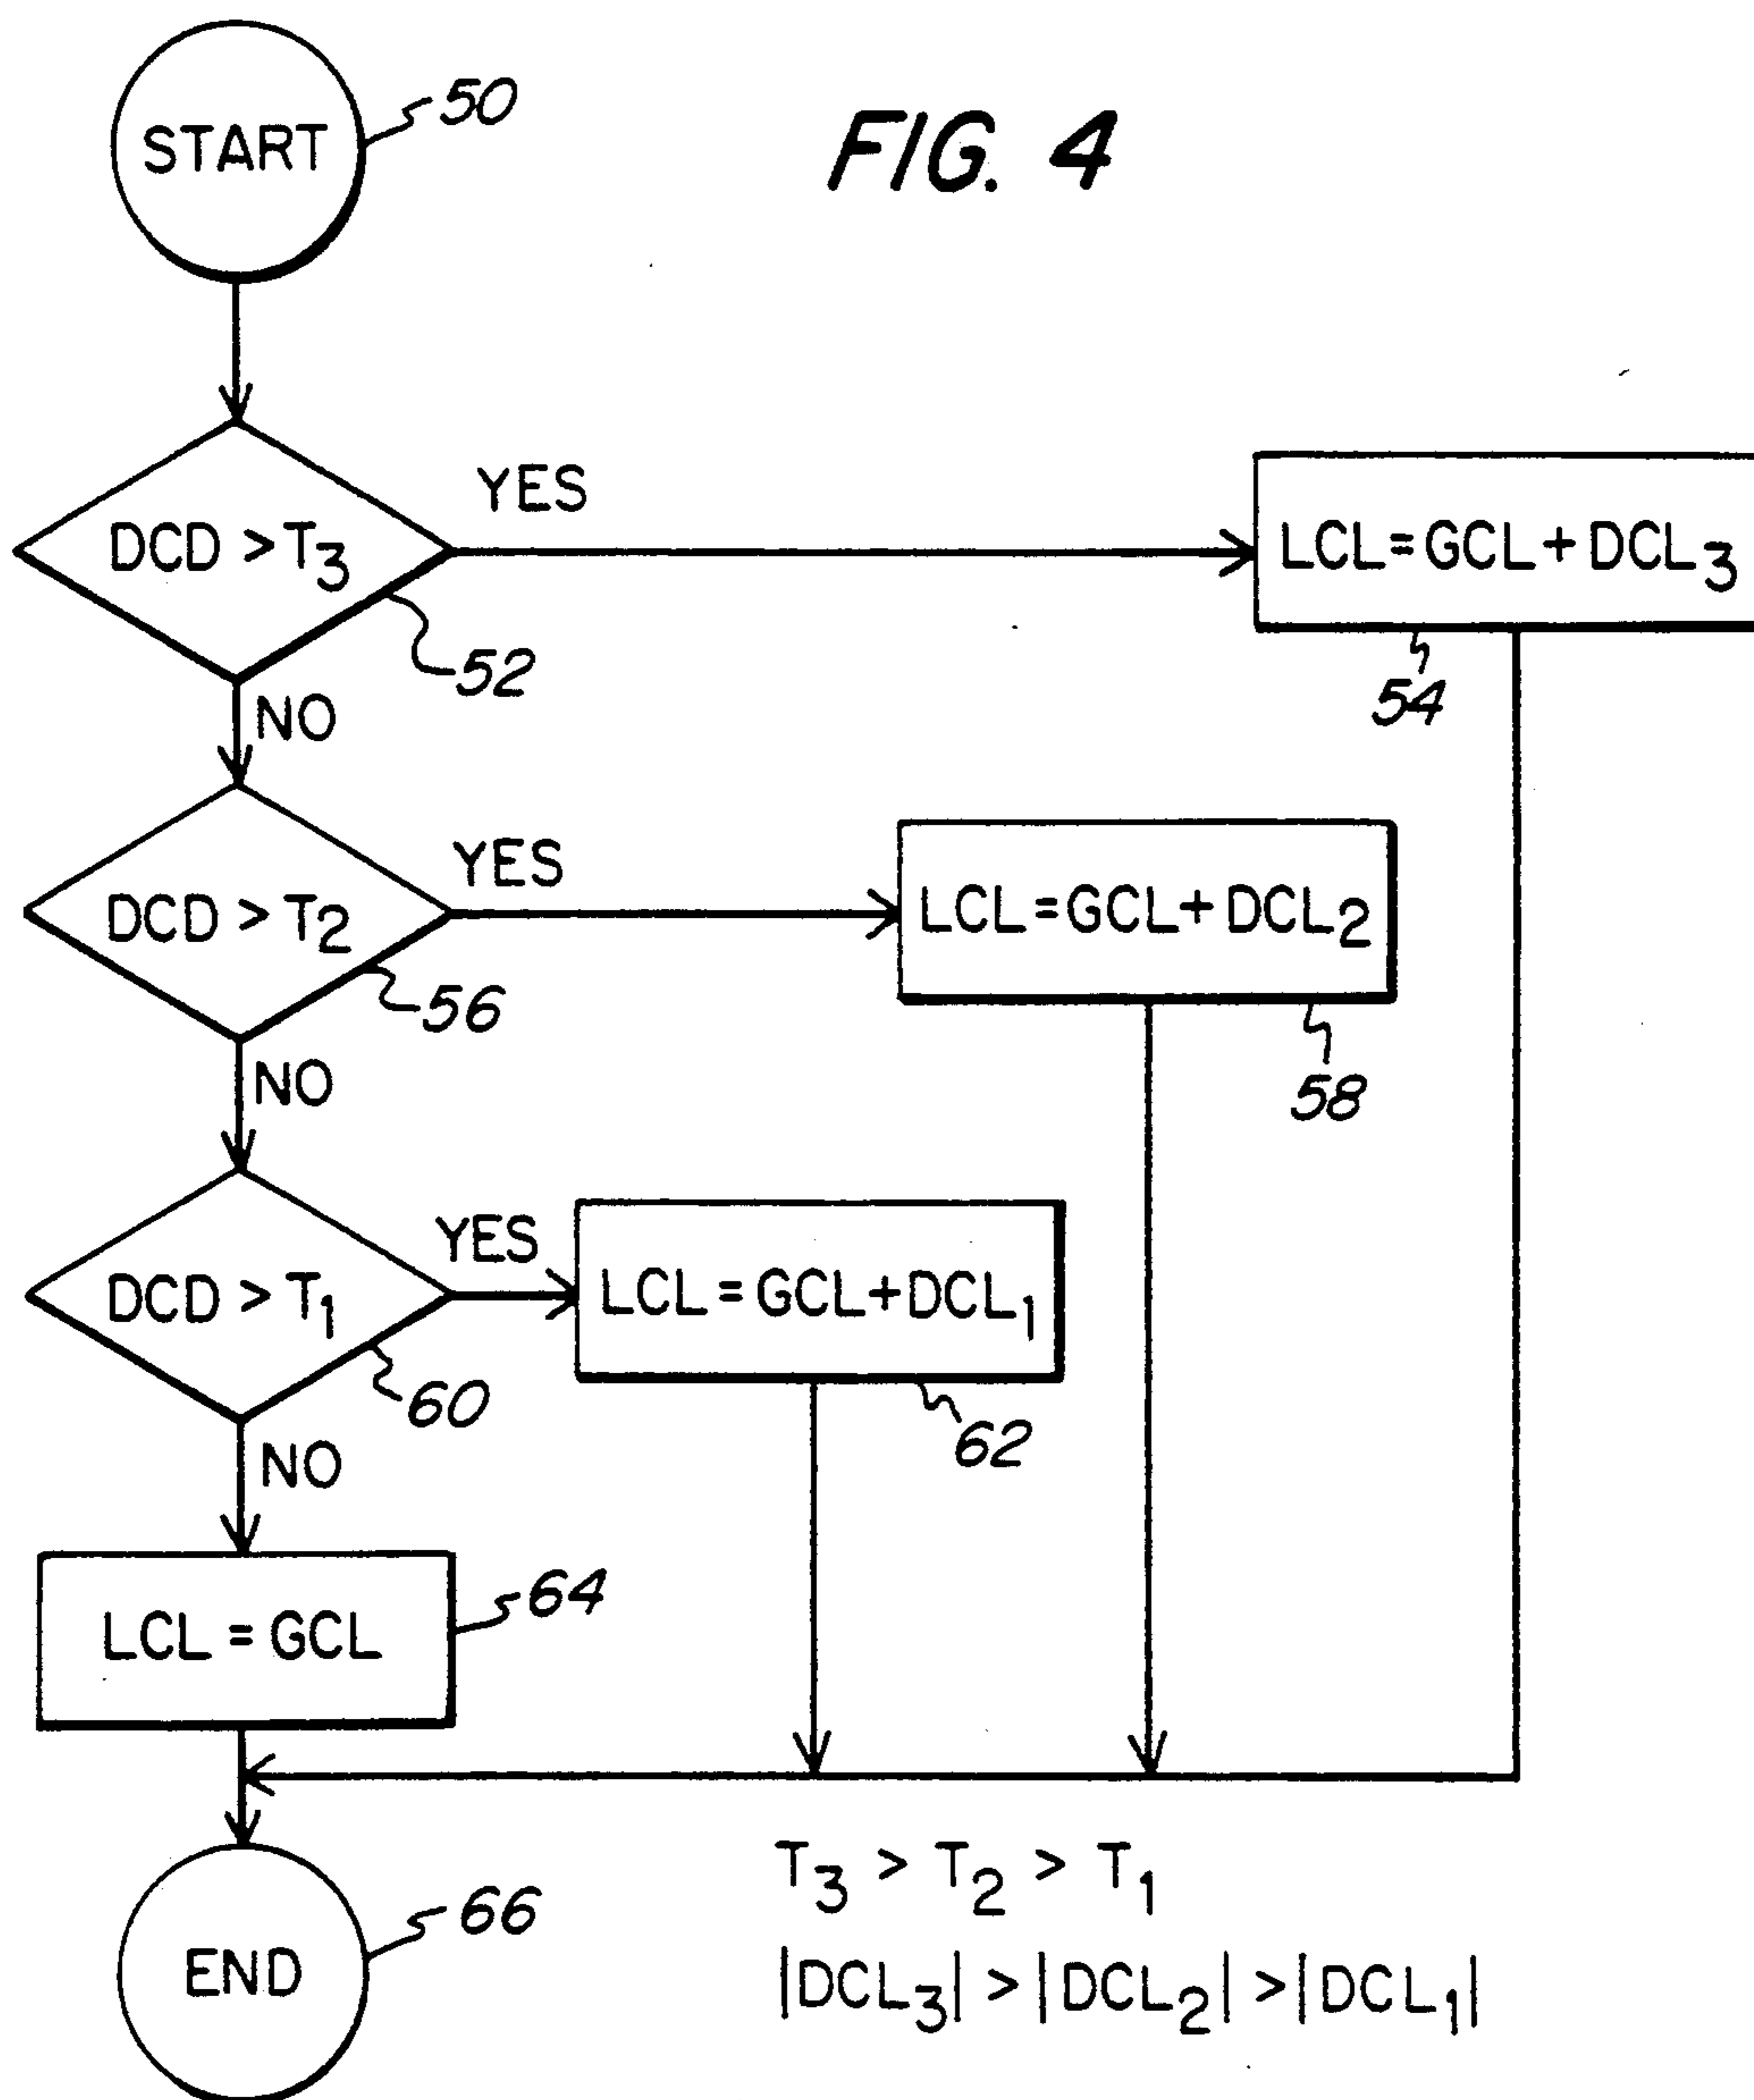 FIG. 4
START
50
DCD > T₃
YES
52
NO
LCL=GCL+DCL₃
54
DCD > T₂
YES
56
NO
LCL=GCL+DCL₂
58
DCD > T₁
YES
60
NO
LCL=GCL+DCL₁
62
LCL = GCL
64
END
66
T₃ > T₂ > T₁
|DCL₃| > |DCL₂| > |DCL₁|